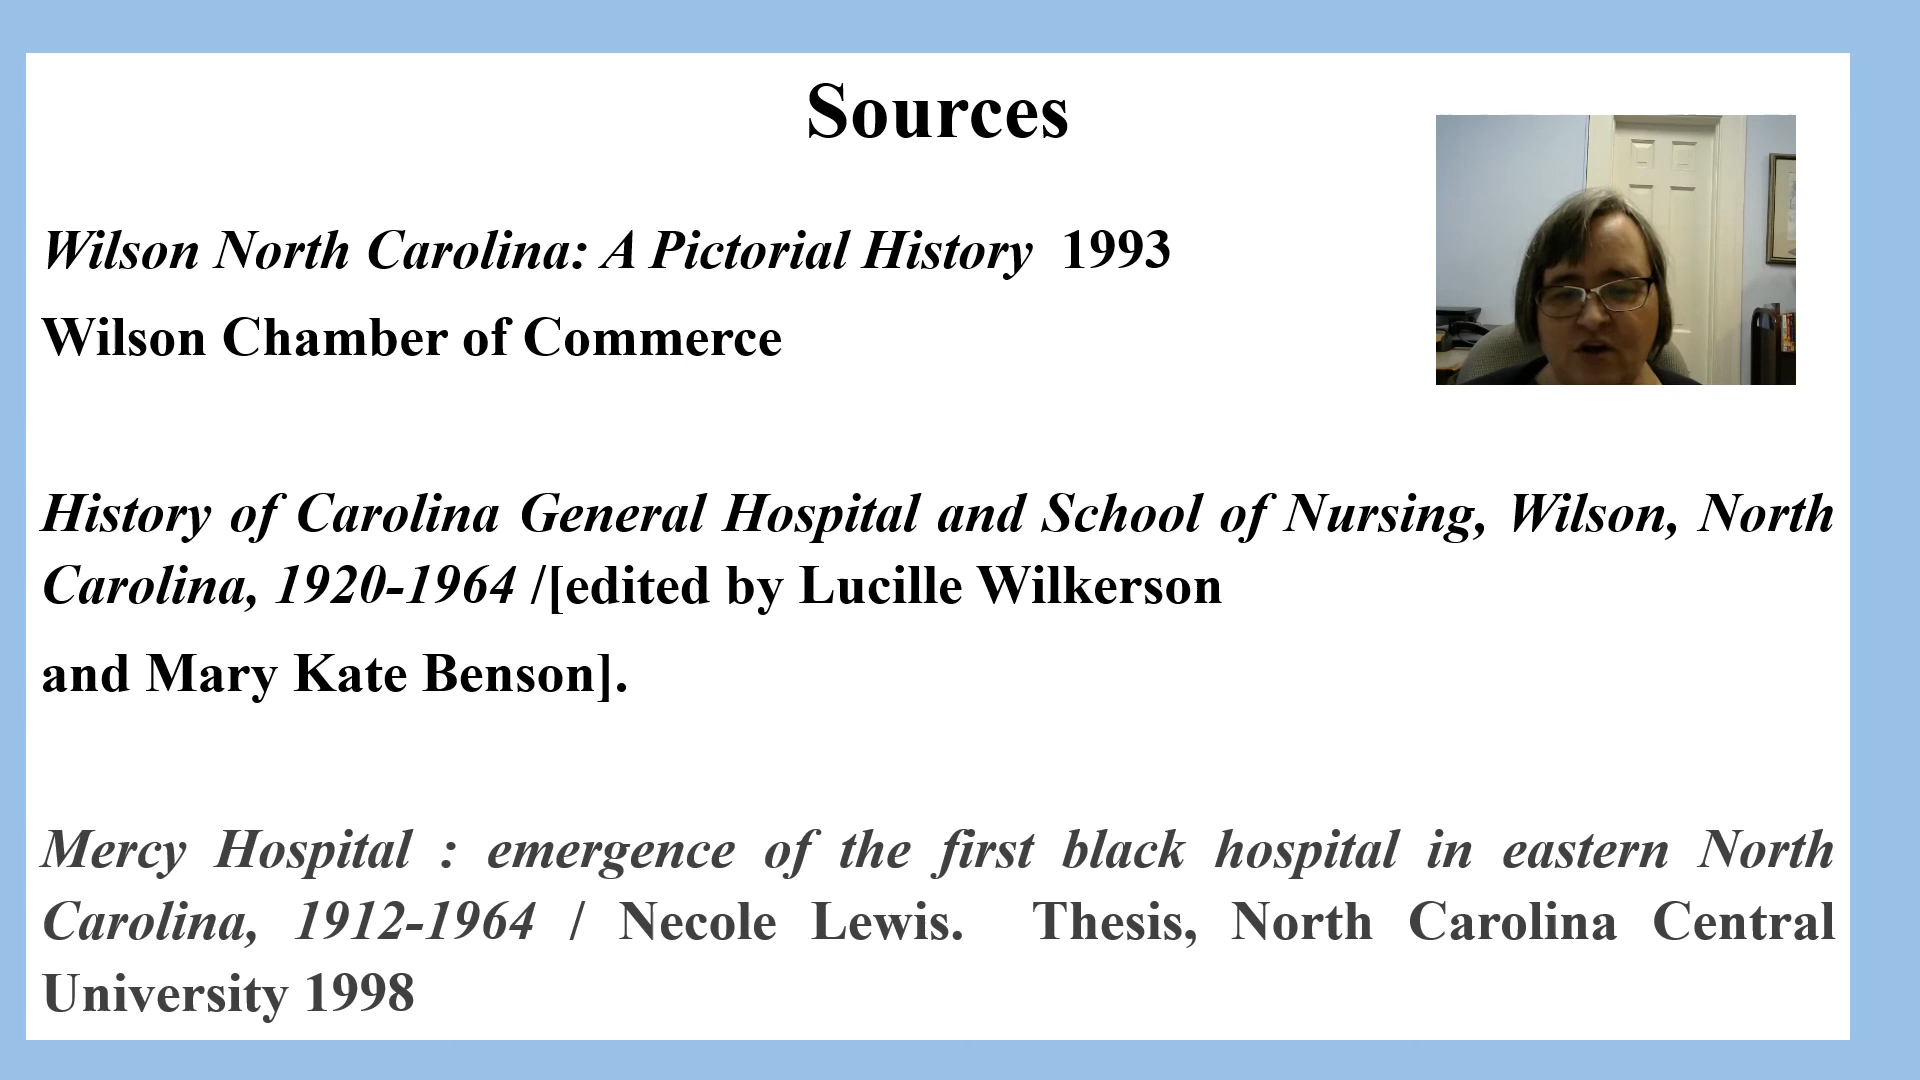 Sources
Wilson North Carolina: A Pictorial History  1993
Wilson Chamber of Commerce
History of Carolina General Hospital and School of Nursing, Wilson, North
Carolina, 1920-1964 /[edited by Lucille Wilkerson
and Mary Kate Benson].
Mercy Hospital : emergence of the first black hospital in eastern North
Carolina, 1912-1964 / Necole Lewis.  Thesis, North Carolina Central
University 1998